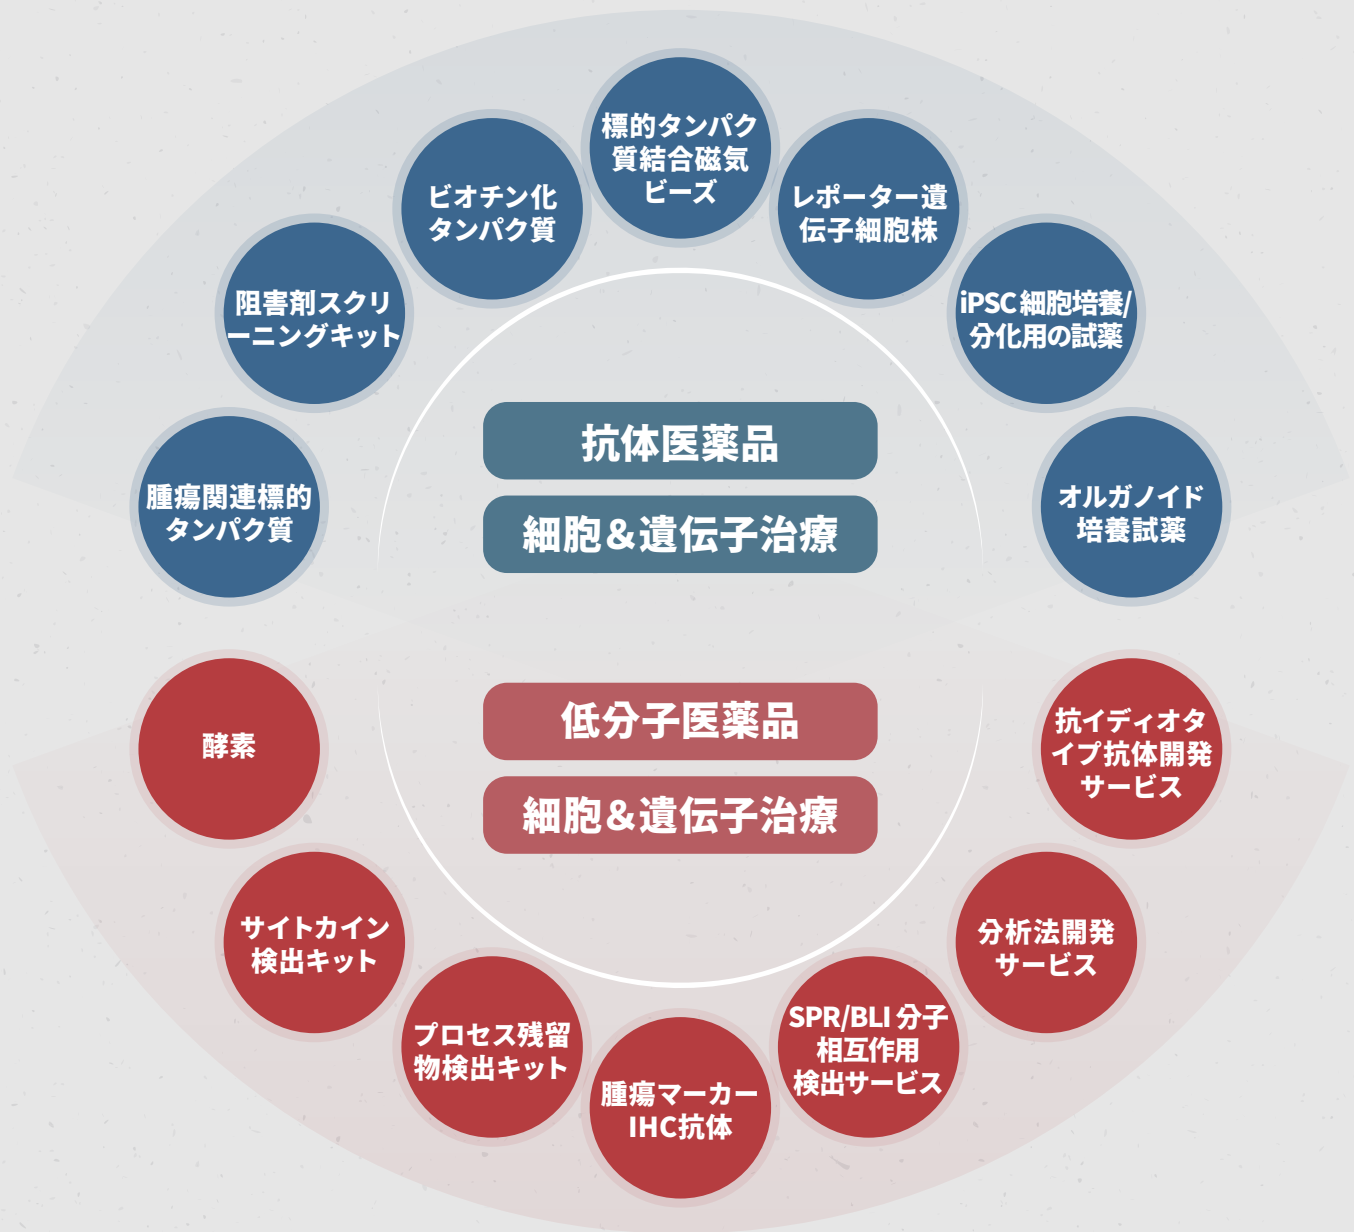 標的タンパク
質結合磁気
ビーズ
ビオチン化
タンパク質
レポーター遺
伝子細胞株
阻害剤スクリ
ーニングキット
iPSC 細胞培養/
分化用の試薬
腫瘍関連標的
タンパク質
オルガノイド
培養試薬
抗体医薬品
細胞&遺伝子治療
低分子医薬品
細胞&遺伝子治療
酵素
抗イディオタ
イプ抗体開発
サービス
サイトカイン
検出キット
分析法開発
サービス
プロセス残留
物検出キット
SPR/BLI 分子
相互作用
検出サービス
腫瘍マーカー
IHC抗体